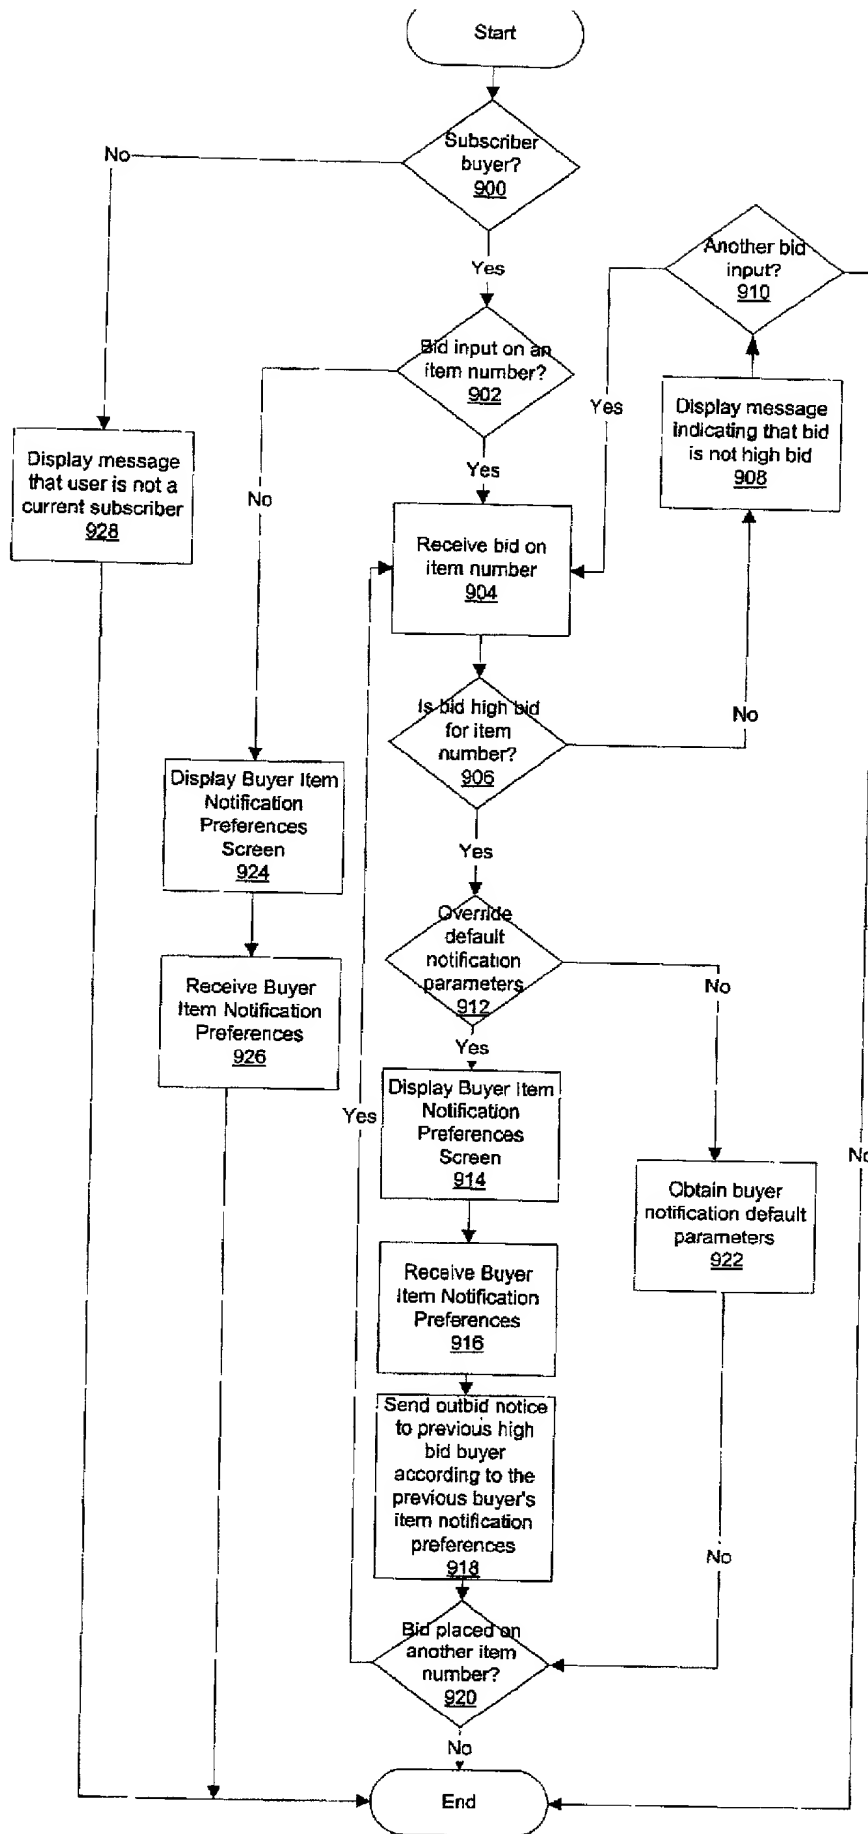 Start
Subscriber
buyer?
900
No
Yes
Another bid
input?
910
Bid input on an
item number?
902
Yes
Display message
indicating that bid
is not high bid
908
Display message
that user is not a
current subscriber
928
No
Yes
Receive bid on
item number
904
Is bid high bid
for item
number?
906
No
Display Buyer Item
Notification
Preferences
Screen
924
Yes
Override
default
notification
parameters
912
No
Receive Buyer
Item Notification
Preferences
926
Yes
Display Buyer Item
Notification
Preferences
Screen
914
Yes
No
Obtain buyer
notification default
parameters
922
Receive Buyer
Item Notification
Preferences
916
Send outbid notice
to previous high
bid buyer
according to the
previous buyer's
item notification
preferences
918
No
Bid placed on
another item
number?
920
No
End